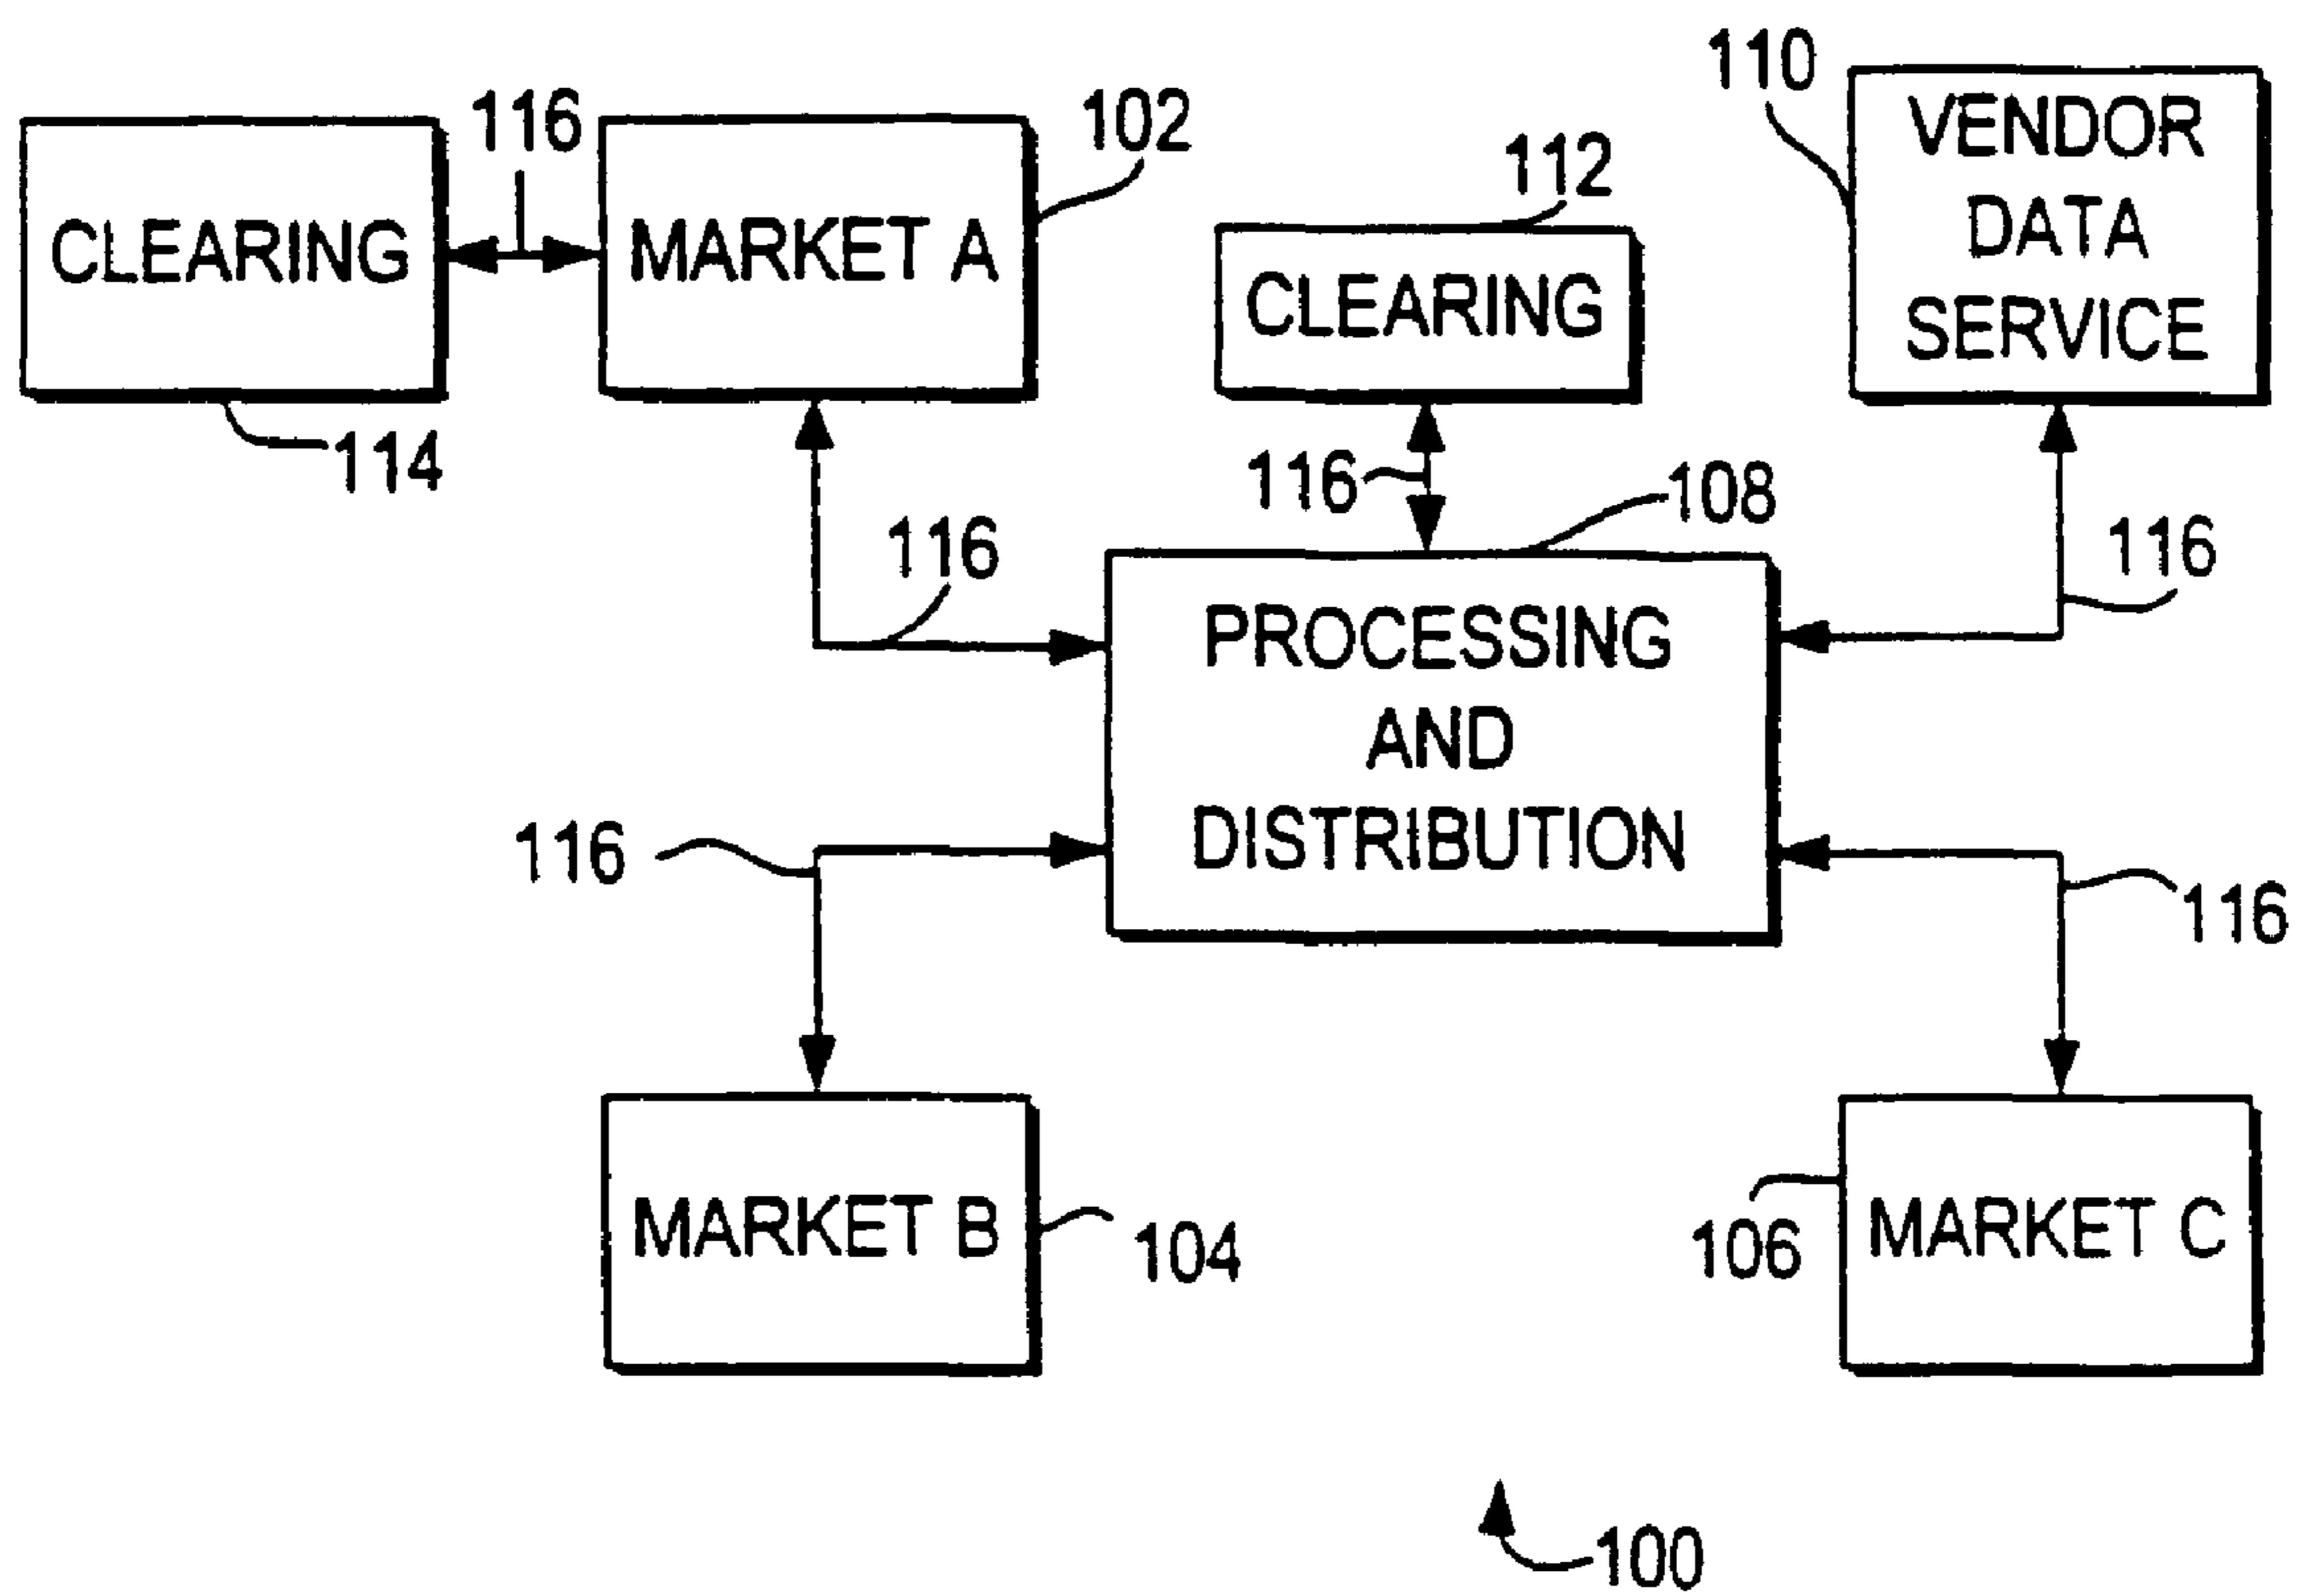 110
116
102
VENDOR
DATA
SERVICE
112
CLEARING
MARKET A
CLEARING
114
116
108
116
116
PROCESSING
AND
DISTRIBUTION
116
116
MARKET B
104
106
MARKET C
100